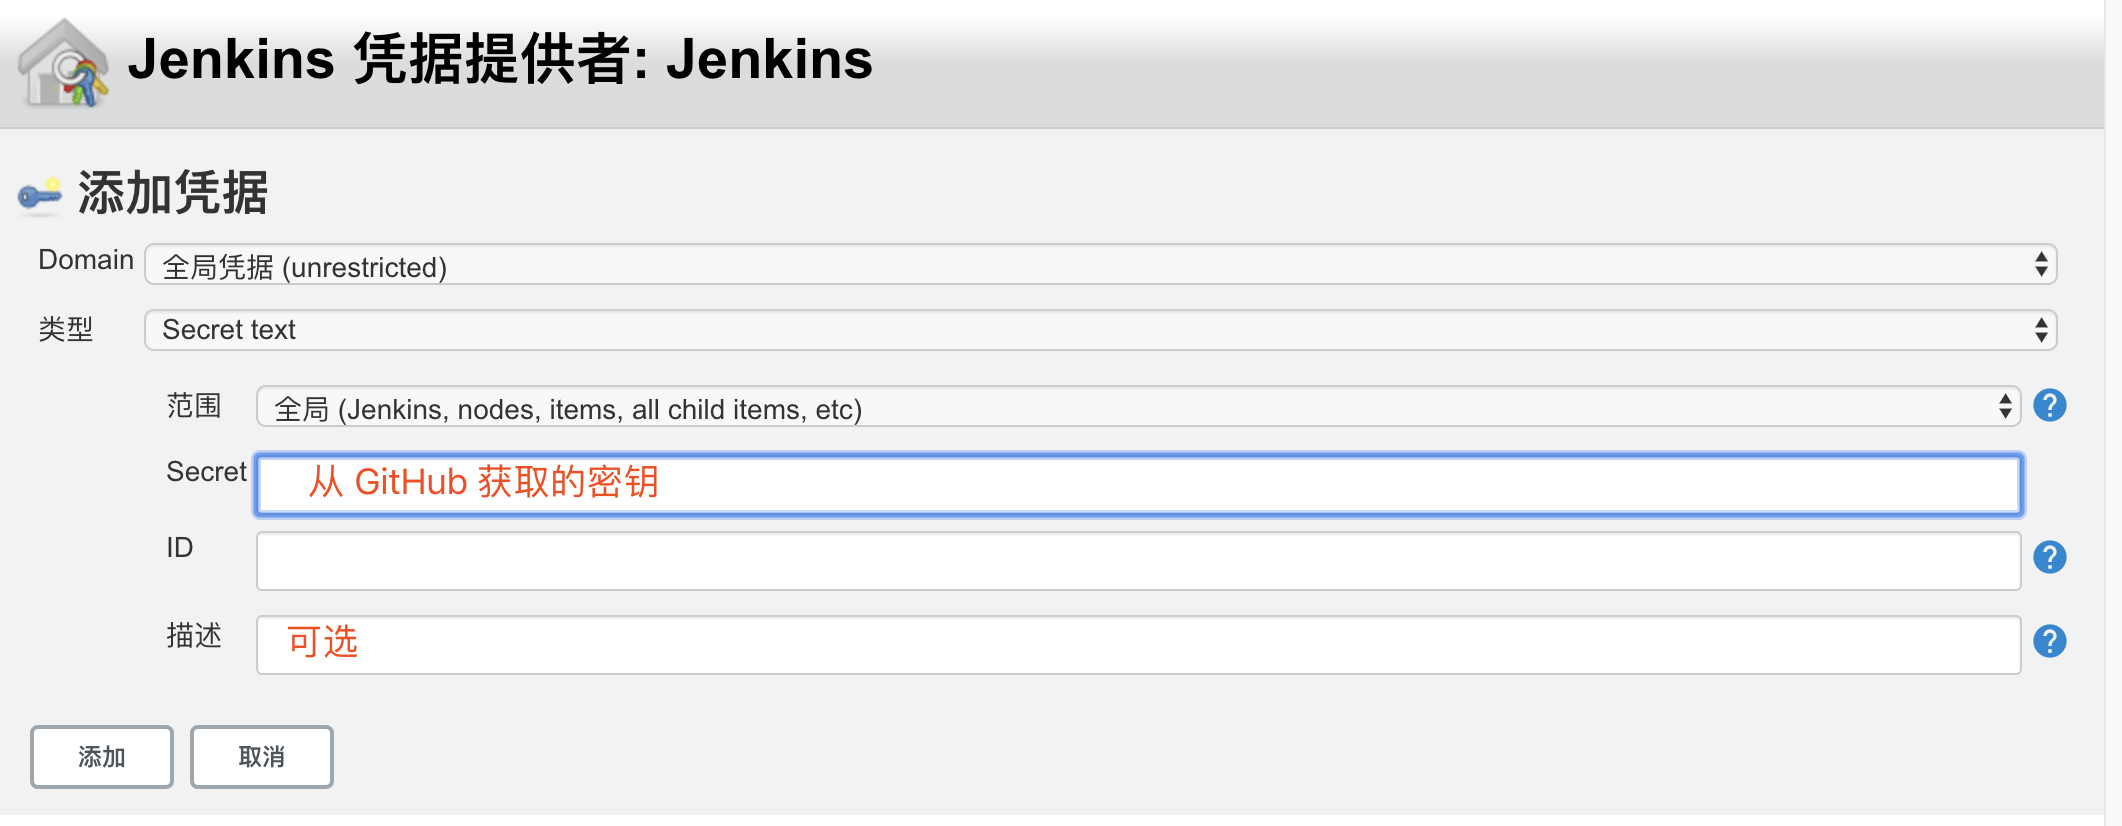 Jenkins 凭据提供者: Jenkins
添加凭据
Domain 全局凭据 (unrestricted)
类型 Secret text
范围 全局 (Jenkins, nodes, items, all child items, etc) ?
Secret 从 GitHub 获取的密钥
ID ?
描述 可选 ?
添加 取消